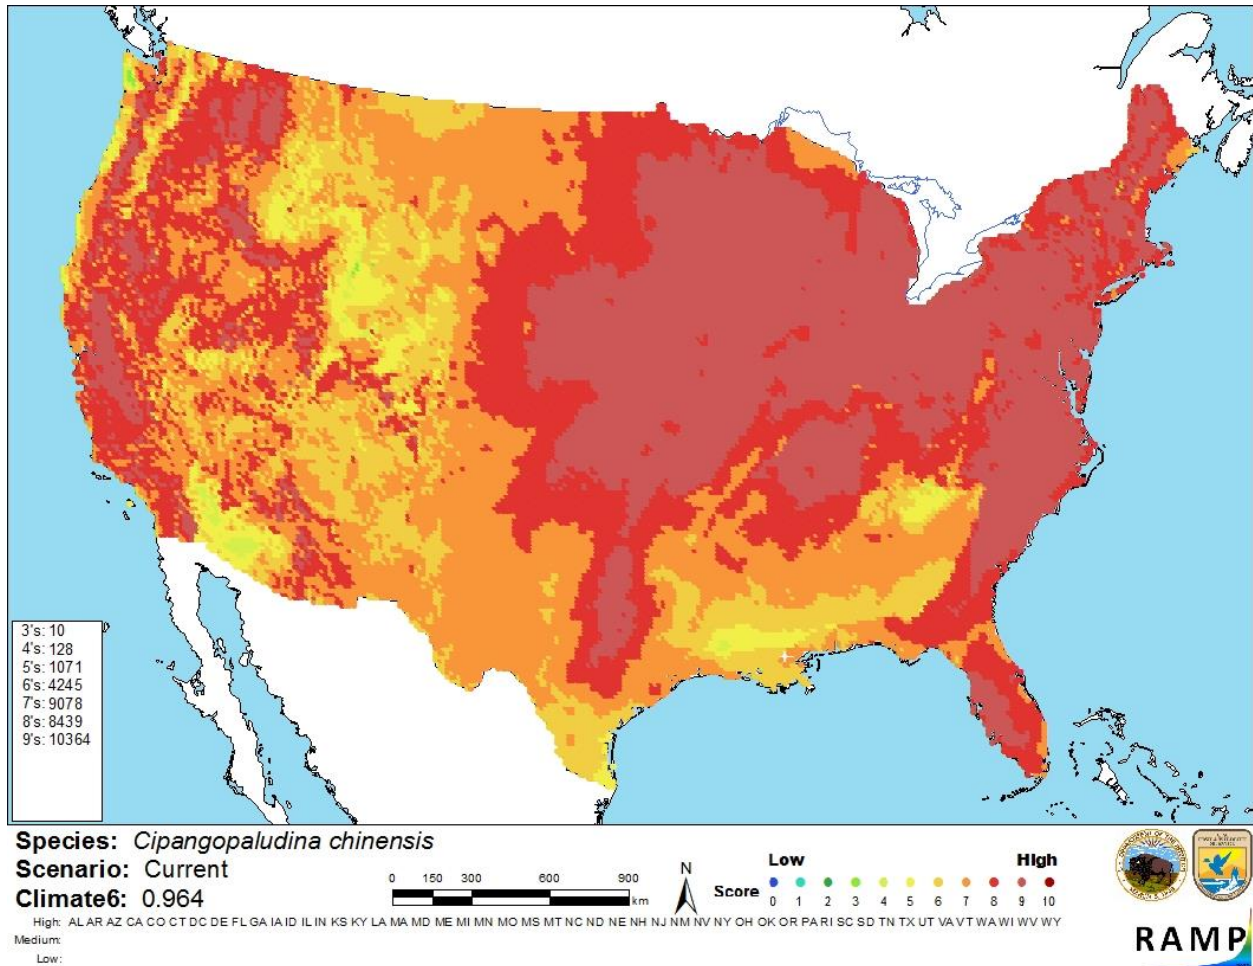 3's: 10
4's: 128
5's: 1071
6's: 4245
7's: 9078
8's: 8439
9's: 10364
Species: Cipangopaludina chinensis
Scenario: Current
Climate6: 0.964
0 150 300 600 900
km
N
Low High
Score
0 1 2 3 4 5 6 7 8 9 10
High: AL AR AZ CA CO CT DC DE FL GA IA ID IL IN KS KY LA MA MD ME MI MN MO MS MT NC ND NE NH NJ NM NV NY OH OK OR PA RI SC SD TN TX UT VA VT WA WI WV WY
Medium:
Low:
RAMP